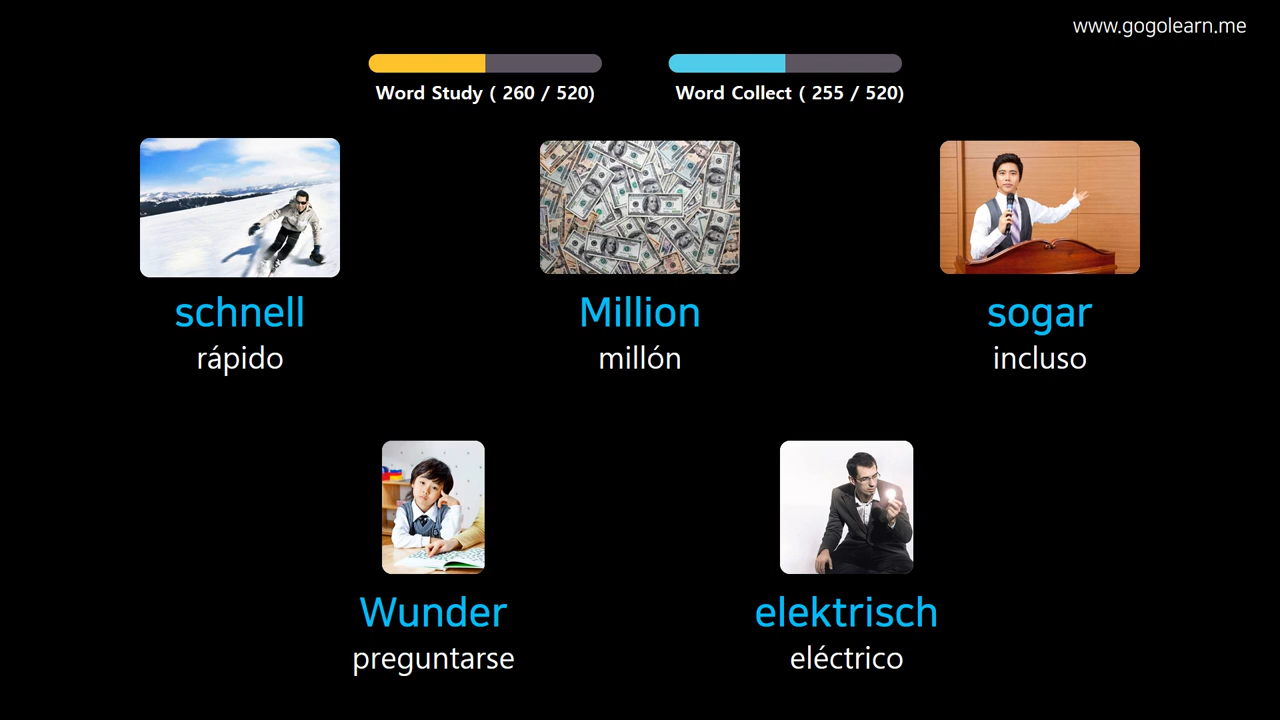 www.gogolearn.me
Word Study ( 260 / 520)
Word Collect ( 255 / 520)
schnell
rápido
Million
millón
sogar
incluso
Wunder
preguntarse
elektrisch
eléctrico